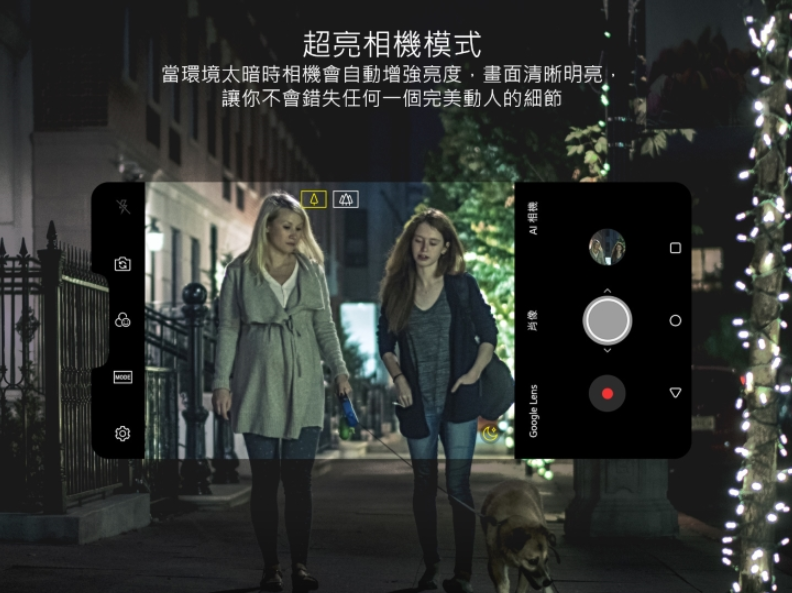 超亮相機模式
當環境太暗時相機會自動增強亮度，畫面清晰明亮，
讓你不會錯失任何一個完美動人的細節
AI 相機
肖像
Google Lens
MODE